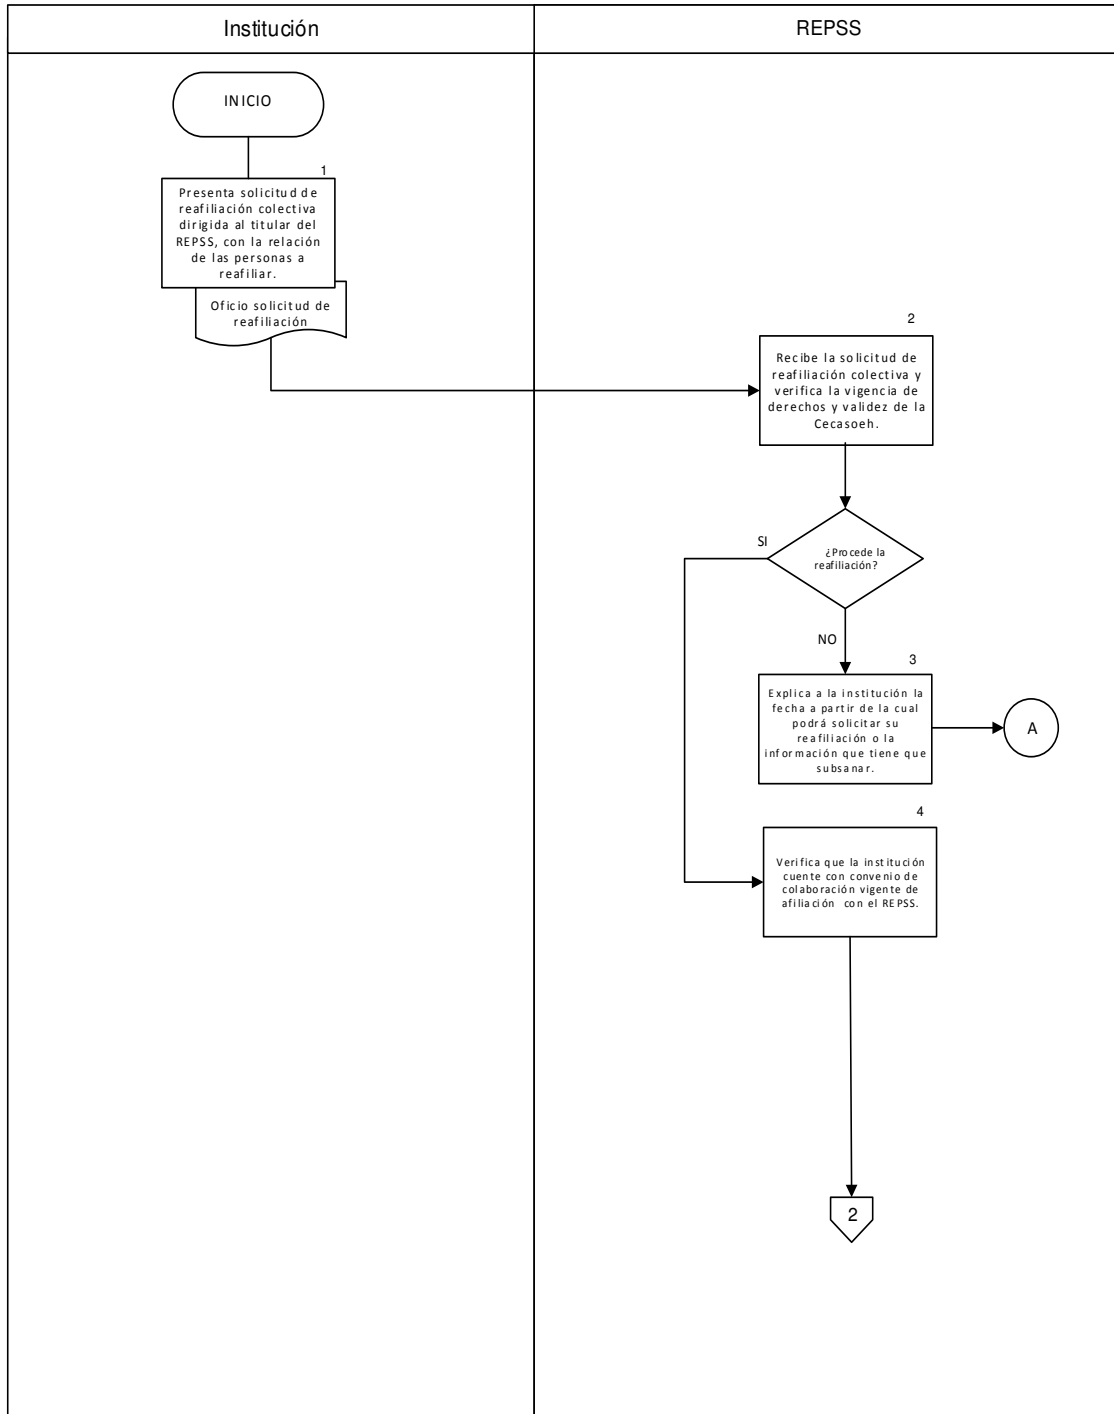 Institución
REPSS
INICIO
1
Presenta solicitud de
reafiliación colectiva
dirigida al titular del
REPSS, con la relación
de las personas a
reafiliar.
Oficio solicitud de
reafiliación
2
Recibe la solicitud de
reafiliación colectiva y
verifica la vigencia de
derechos y validez de la
Cecasoeh.
¿Procede la
reafiliación?
SI
NO
3
Explica a la institución la
fecha a partir de la cual
podrá solicitar su
reafiliación o la
información que tiene que
subsanar.
A
4
Verifica que la institución
cuente con convenio de
colaboración vigente de
afiliación con el REPSS.
2